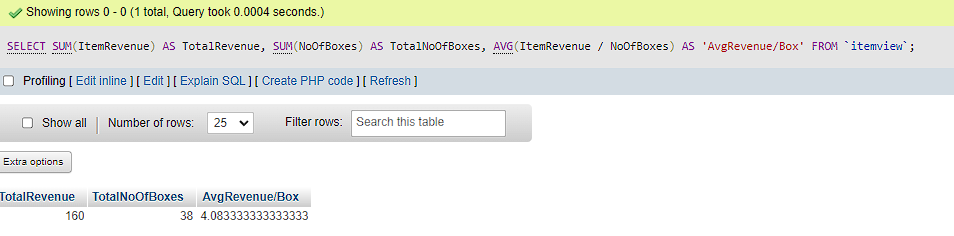 Showing rows 0 - 0 (1 total, Query took 0.0004 seconds.)
SELECT SUM(ItemRevenue) AS TotalRevenue, SUM(NoOfBoxes) AS TotalNoOfBoxes, AVG(ItemRevenue / NoOfBoxes) AS 'AvgRevenue/Box' FROM `itemview`;
Profiling [ Edit inline ] [ Edit ] [ Explain SQL ] [ Create PHP code ] [ Refresh ]
Show all | Number of rows: 25 Filter rows: Search this table
Extra options
TotalRevenue TotalNoOfBoxes AvgRevenue/Box
160 38 4.083333333333333